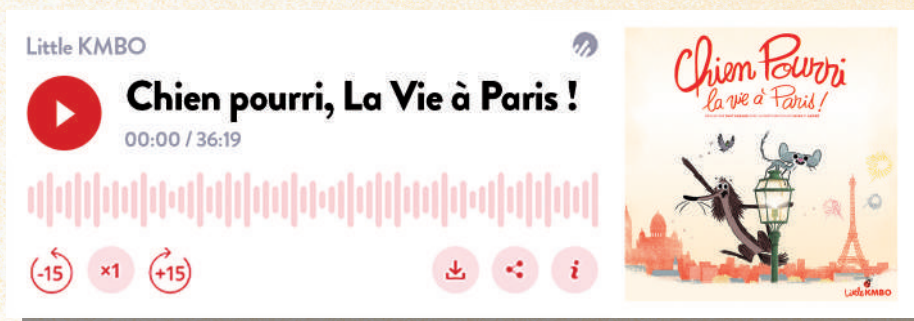 Little KMBO
Chien pourri, La Vie à Paris !
00:00 / 36:19
-15
×1
+15
i
Chien Pourri
la vie à Paris !
Little KMBO